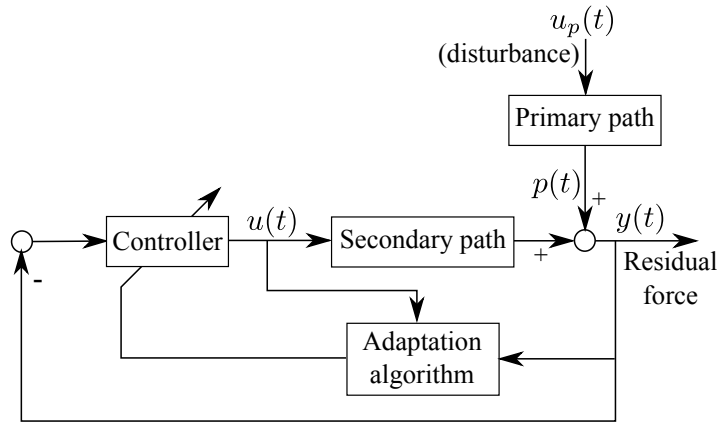 u_p(t)
(disturbance)
Primary path
p(t)
+
u(t)
y(t)
Controller
Secondary path
+
-
Residual
force
Adaptation
algorithm